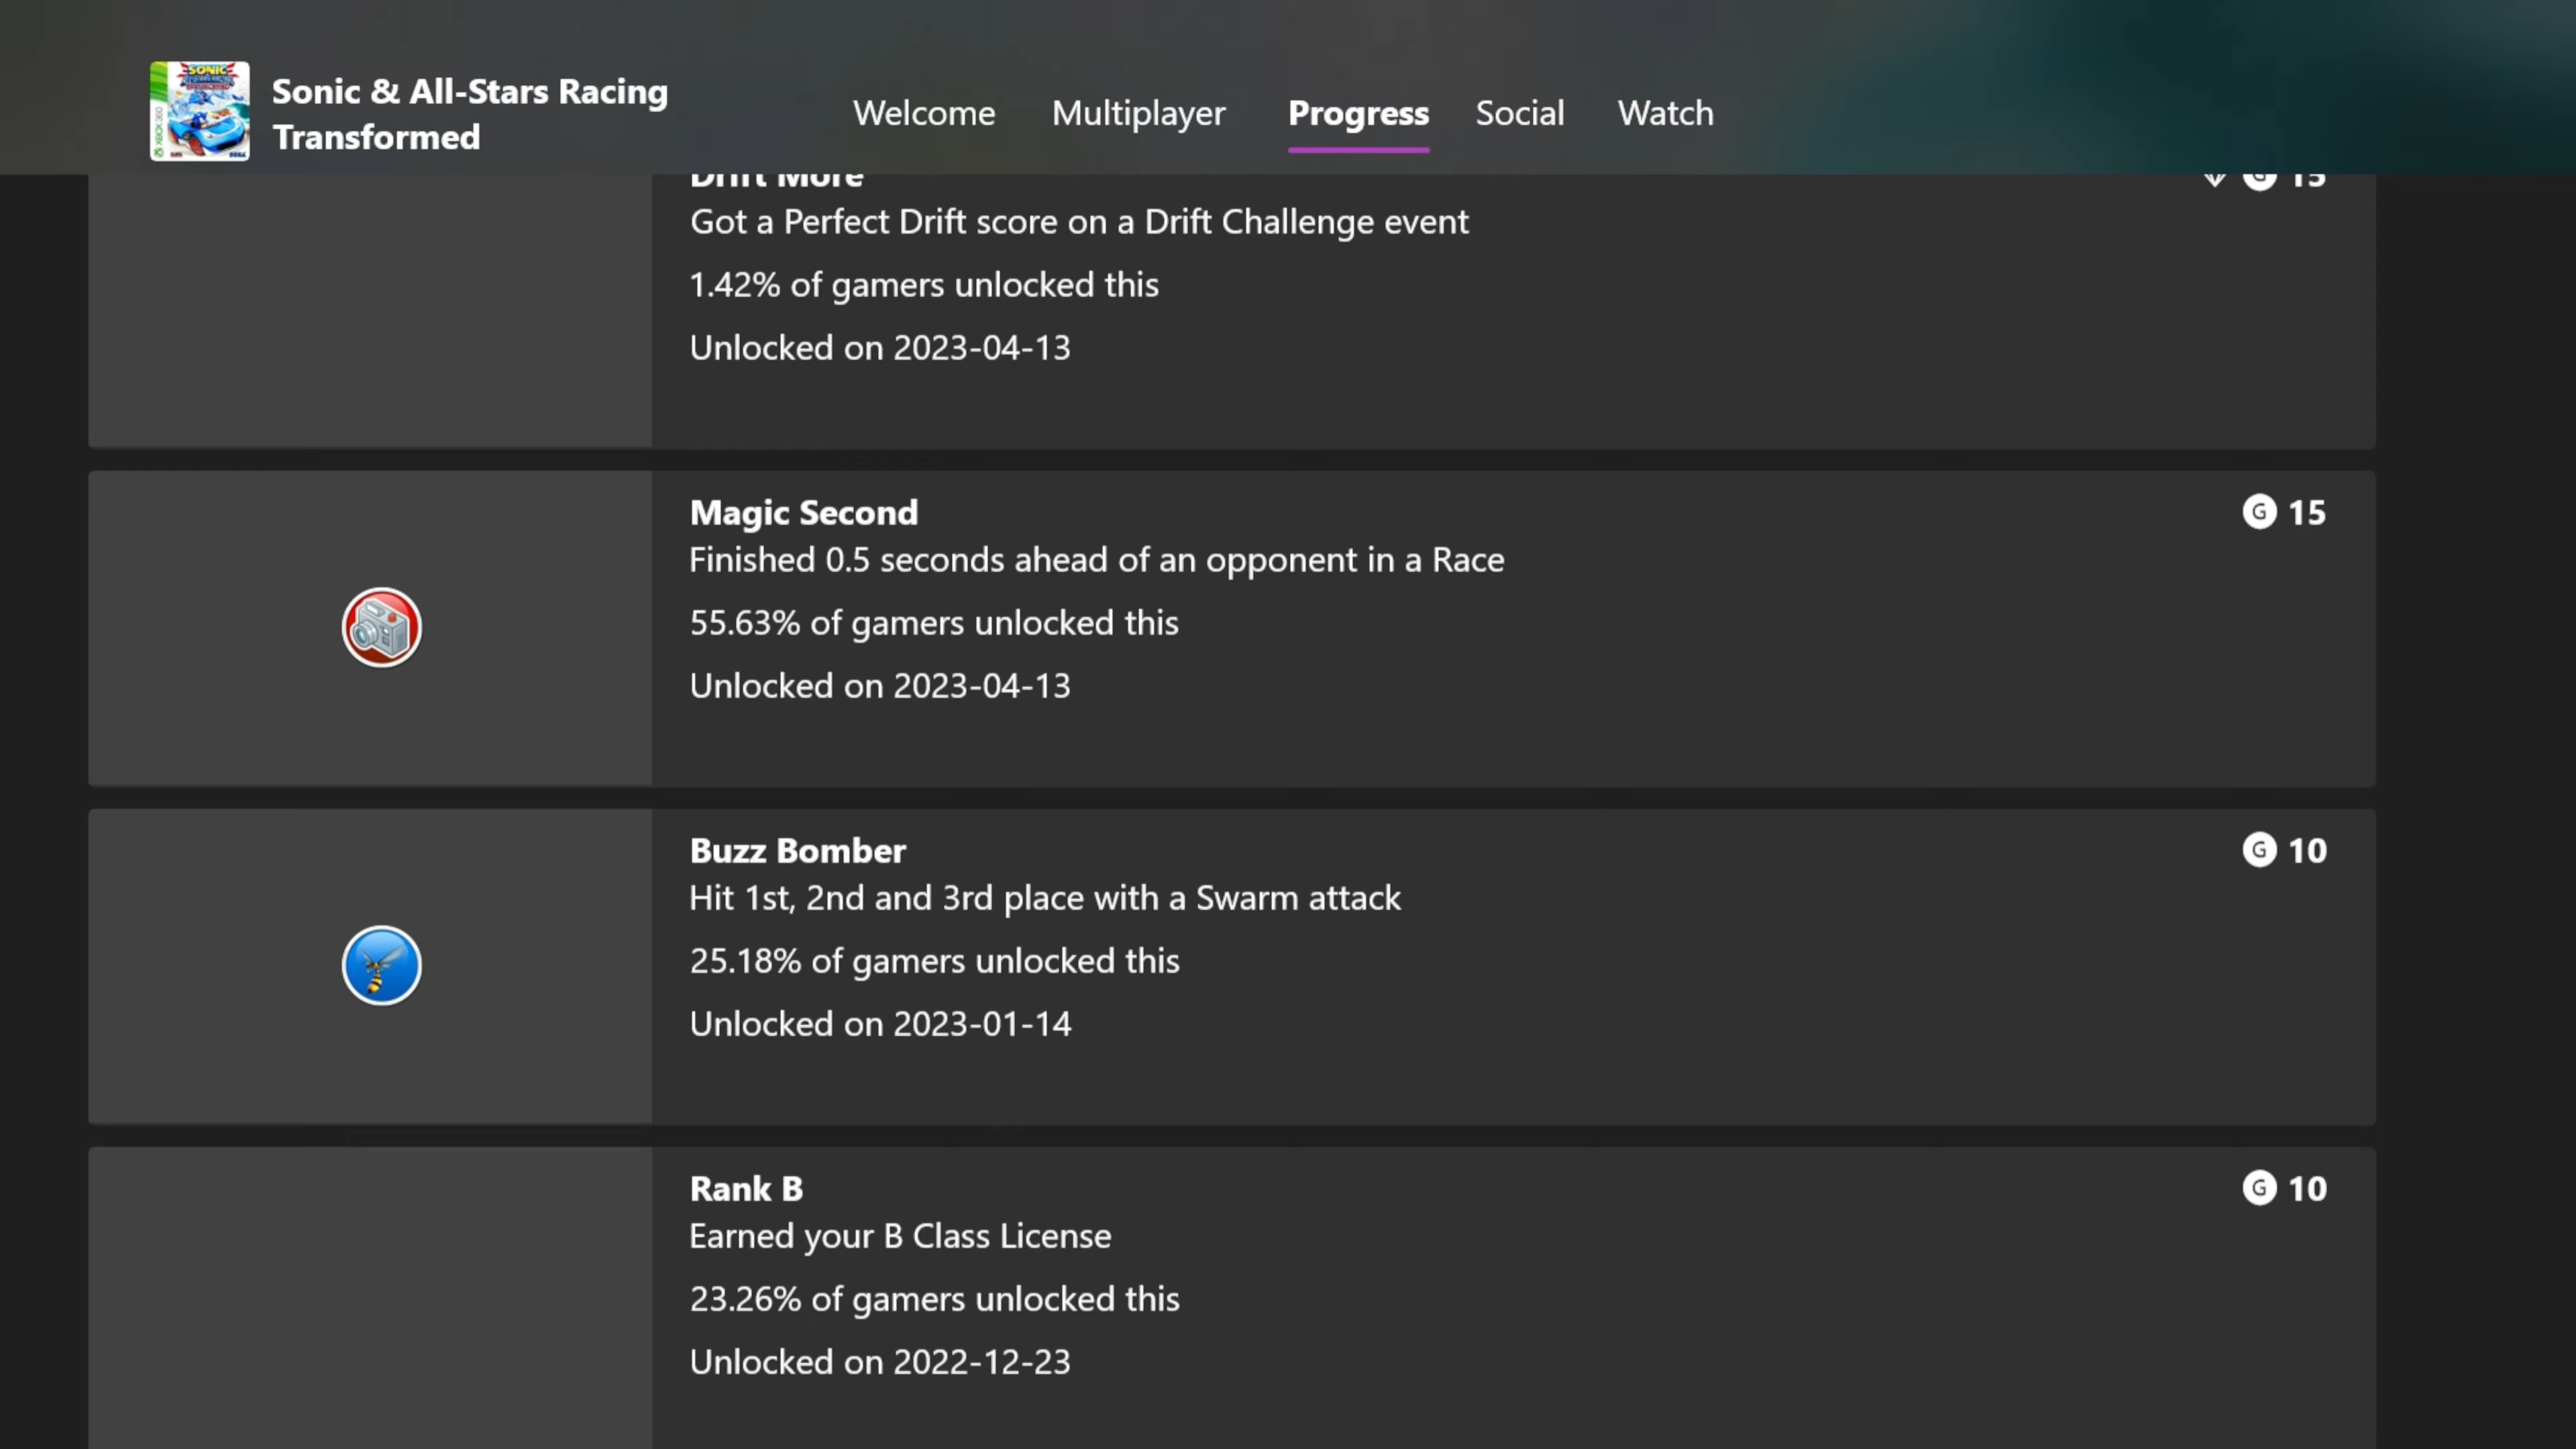 Sonic & All-Stars Racing
Transformed
Welcome
Multiplayer
Progress
Social
Watch
Drift More
15
Got a Perfect Drift score on a Drift Challenge event
1.42% of gamers unlocked this
Unlocked on 2023-04-13
Magic Second
G 15
Finished 0.5 seconds ahead of an opponent in a Race
55.63% of gamers unlocked this
Unlocked on 2023-04-13
Buzz Bomber
G 10
Hit 1st, 2nd and 3rd place with a Swarm attack
25.18% of gamers unlocked this
Unlocked on 2023-01-14
Rank B
G 10
Earned your B Class License
23.26% of gamers unlocked this
Unlocked on 2022-12-23